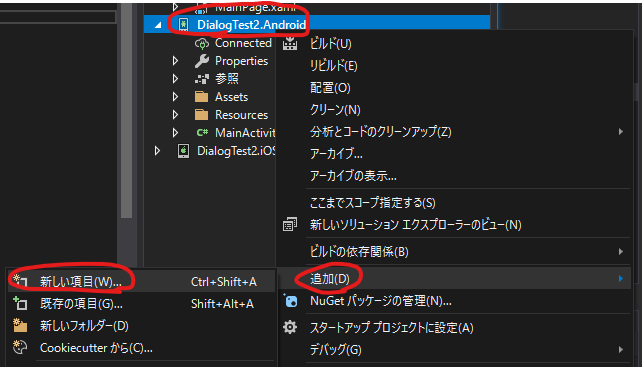 MainPage.xaml
DialogTest2.Android
Connected
Properties
参照
Assets
Resources
MainActivit
DialogTest2.iOS
ビルド(U)
リビルド(E)
配置(O)
クリーン(N)
分析とコードのクリーンアップ(Z)
アーカイブ...
アーカイブの表示...
ここまでスコープ指定する(S)
新しいソリューション エクスプローラーのビュー(N)
ビルドの依存関係(B)
追加(D)
NuGet パッケージの管理(N)...
スタートアップ プロジェクトに設定(A)
デバッグ(G)
新しい項目(W)... Ctrl+Shift+A
既存の項目(G)... Shift+Alt+A
新しいフォルダー(D)
Cookiecutter から(C)...